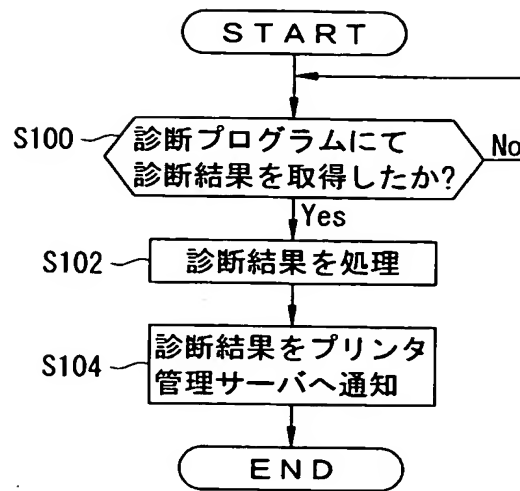 START
S100
診断プログラムにて
診断結果を取得したか?
No
Yes
S102
診断結果を処理
S104
診断結果をプリンタ
管理サーバへ通知
END